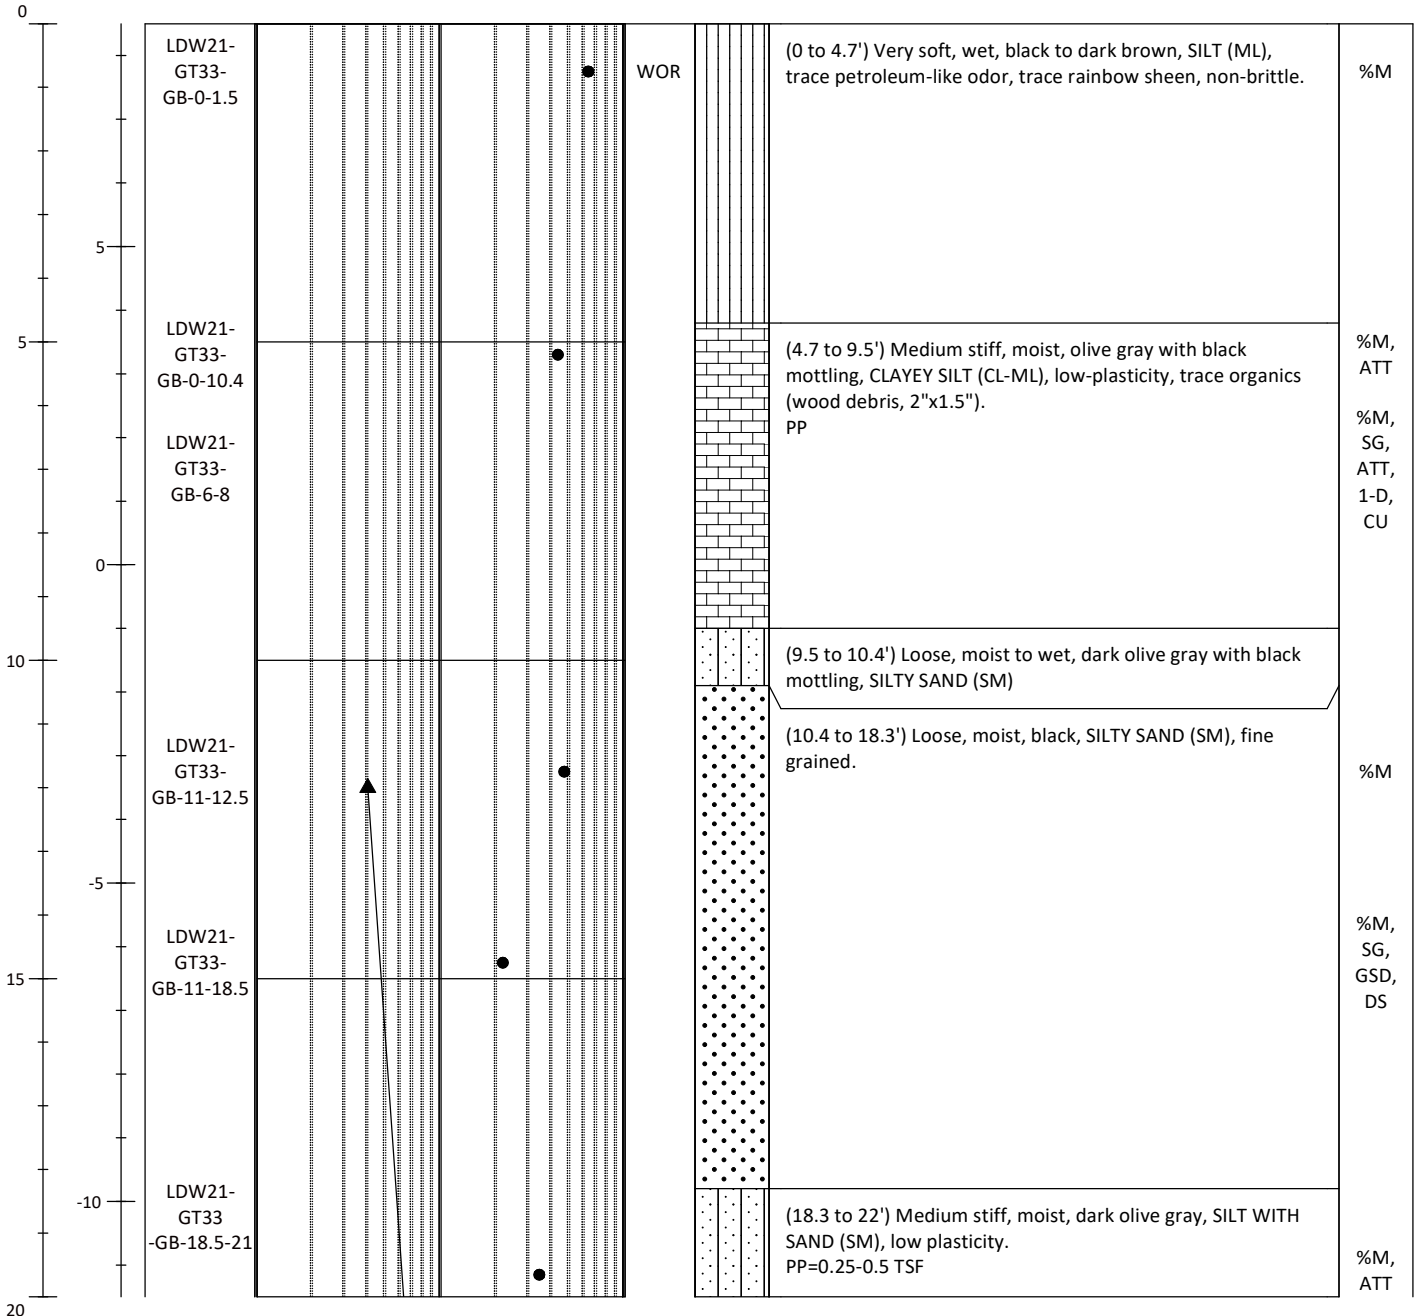 0
LDW21-
GT33-
GB-0-1.5
WOR
(0 to 4.7') Very soft, wet, black to dark brown, SILT (ML),
trace petroleum-like odor, trace rainbow sheen, non-brittle.
%M
5
LDW21-
GT33-
GB-0-10.4
5
(4.7 to 9.5') Medium stiff, moist, olive gray with black
mottling, CLAYEY SILT (CL-ML), low-plasticity, trace organics
(wood debris, 2"x1.5").
PP
%M,
ATT
LDW21-
GT33-
GB-6-8
%M,
SG,
ATT,
1-D,
CU
0
10
(9.5 to 10.4') Loose, moist to wet, dark olive gray with black
mottling, SILTY SAND (SM)
(10.4 to 18.3') Loose, moist, black, SILTY SAND (SM), fine
grained.
LDW21-
GT33-
GB-11-12.5
%M
-5
LDW21-
GT33-
GB-11-18.5
15
%M,
SG,
GSD,
DS
-10
LDW21-
GT33
-GB-18.5-21
(18.3 to 22') Medium stiff, moist, dark olive gray, SILT WITH
SAND (SM), low plasticity.
PP=0.25-0.5 TSF
%M,
ATT
20